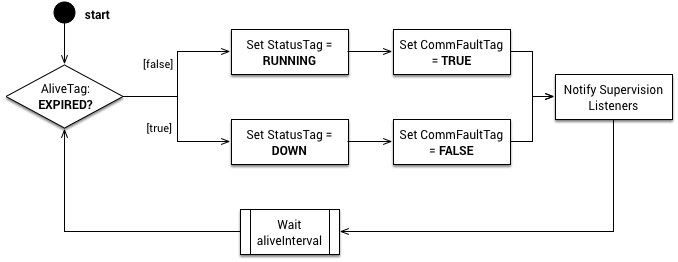 start
AliveTag:
EXPIRED?
[false]
Set StatusTag =
RUNNING
Set CommFaultTag
= TRUE
[true]
Set StatusTag =
DOWN
Set CommFaultTag
= FALSE
Notify Supervision
Listeners
Wait
aliveInterval